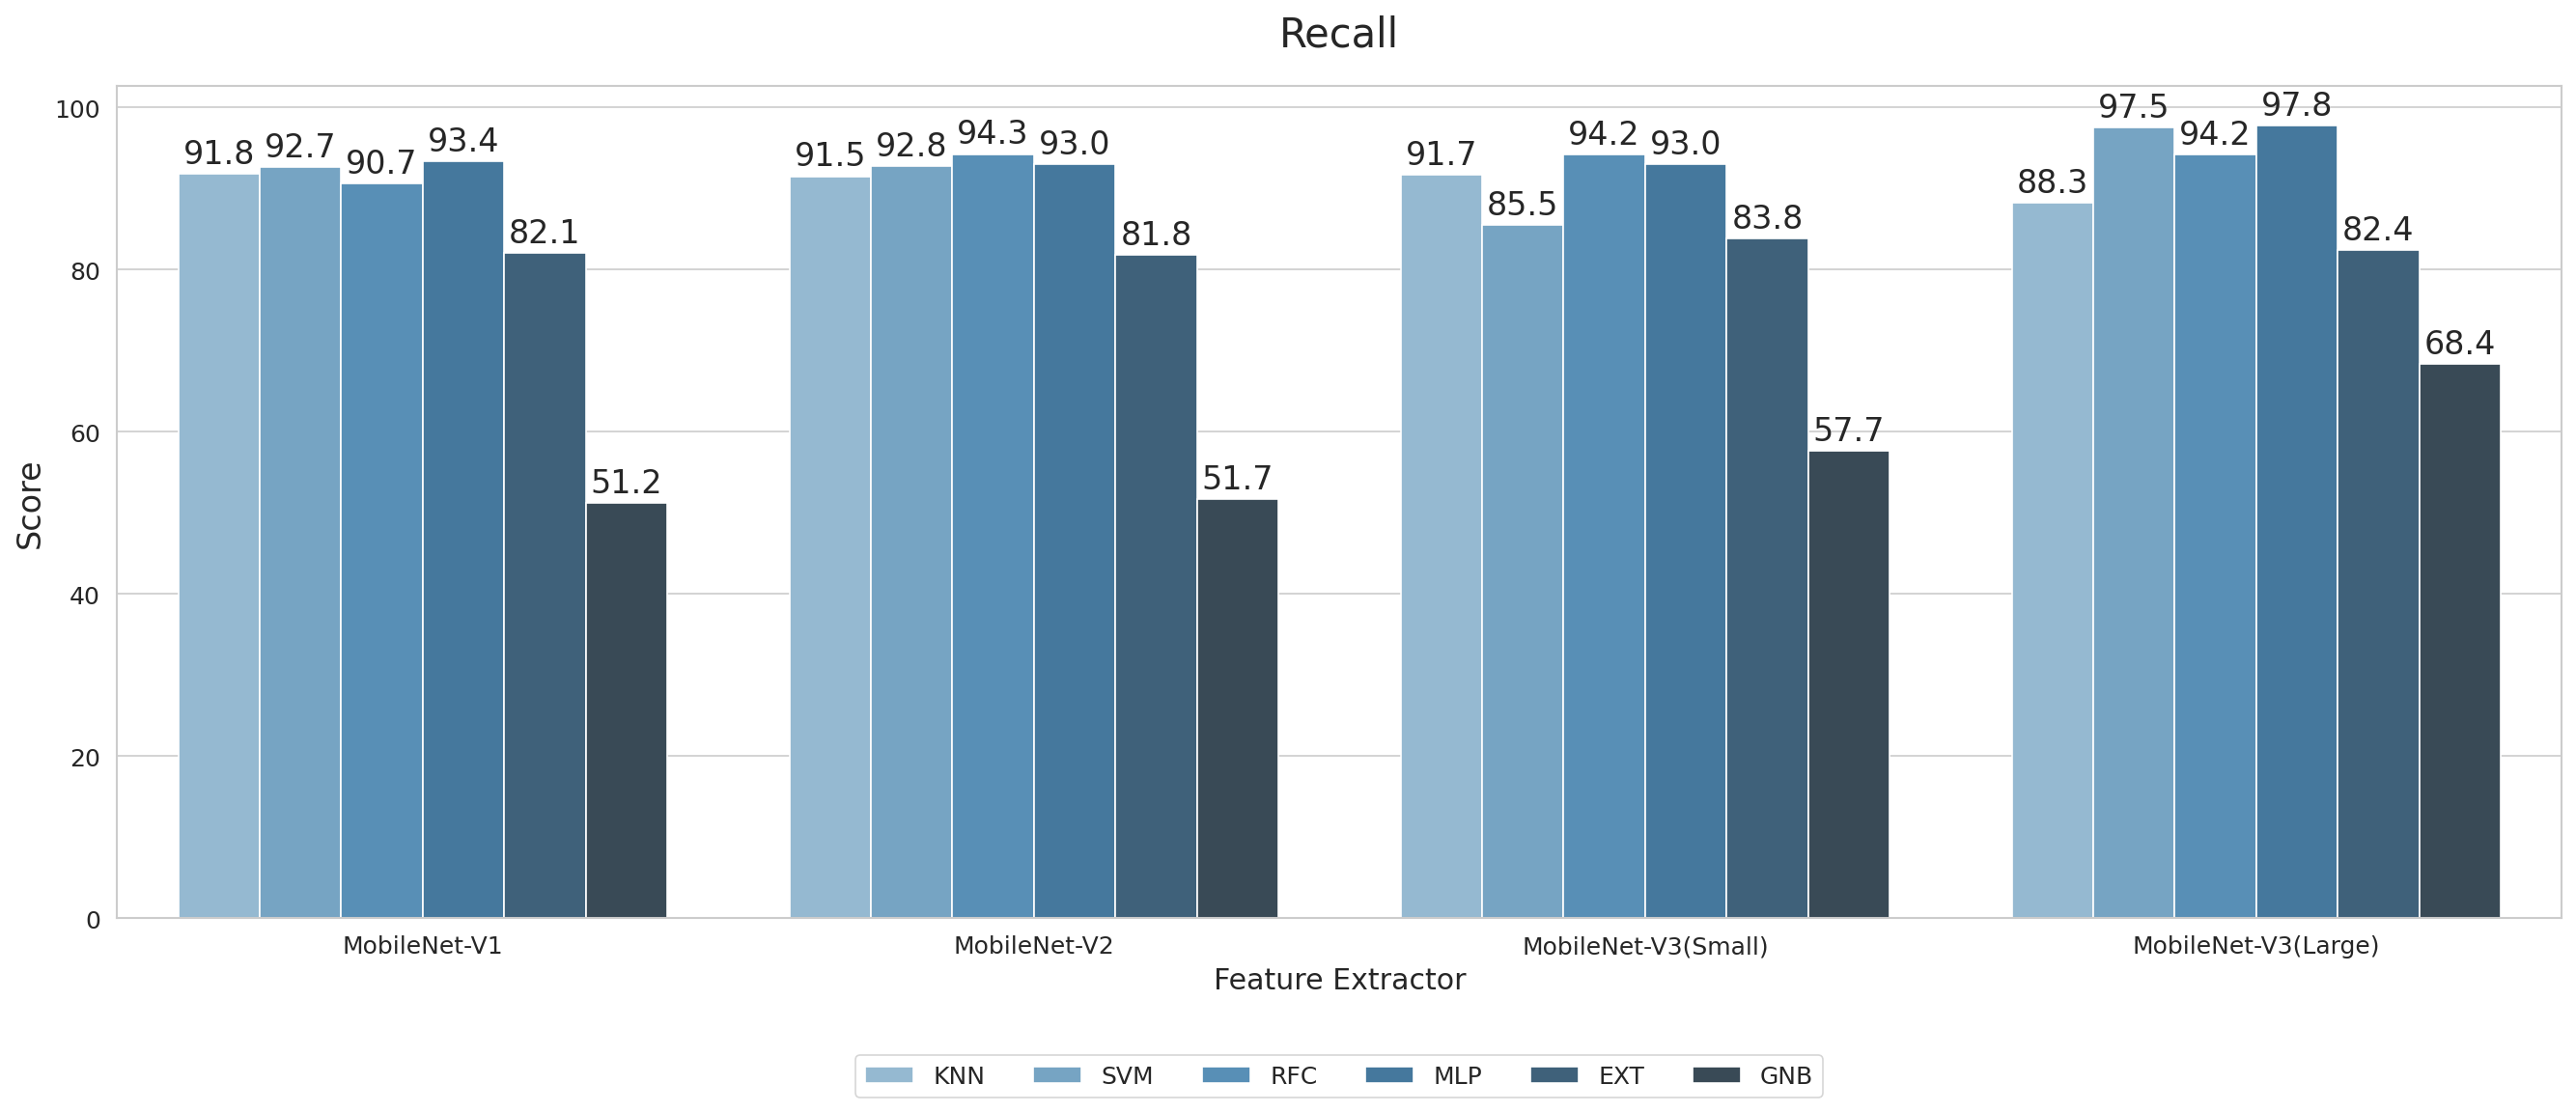 Recall
100
80
60
40
20
0
Score
91.8 92.7 90.7 93.4 82.1 51.2
91.5 92.8 94.3 93.0 81.8 51.7
91.7 85.5 94.2 93.0 83.8 57.7
88.3 97.5 94.2 97.8 82.4 68.4
MobileNet-V1 MobileNet-V2 MobileNet-V3(Small) MobileNet-V3(Large)
Feature Extractor
KNN SVM RFC MLP EXT GNB